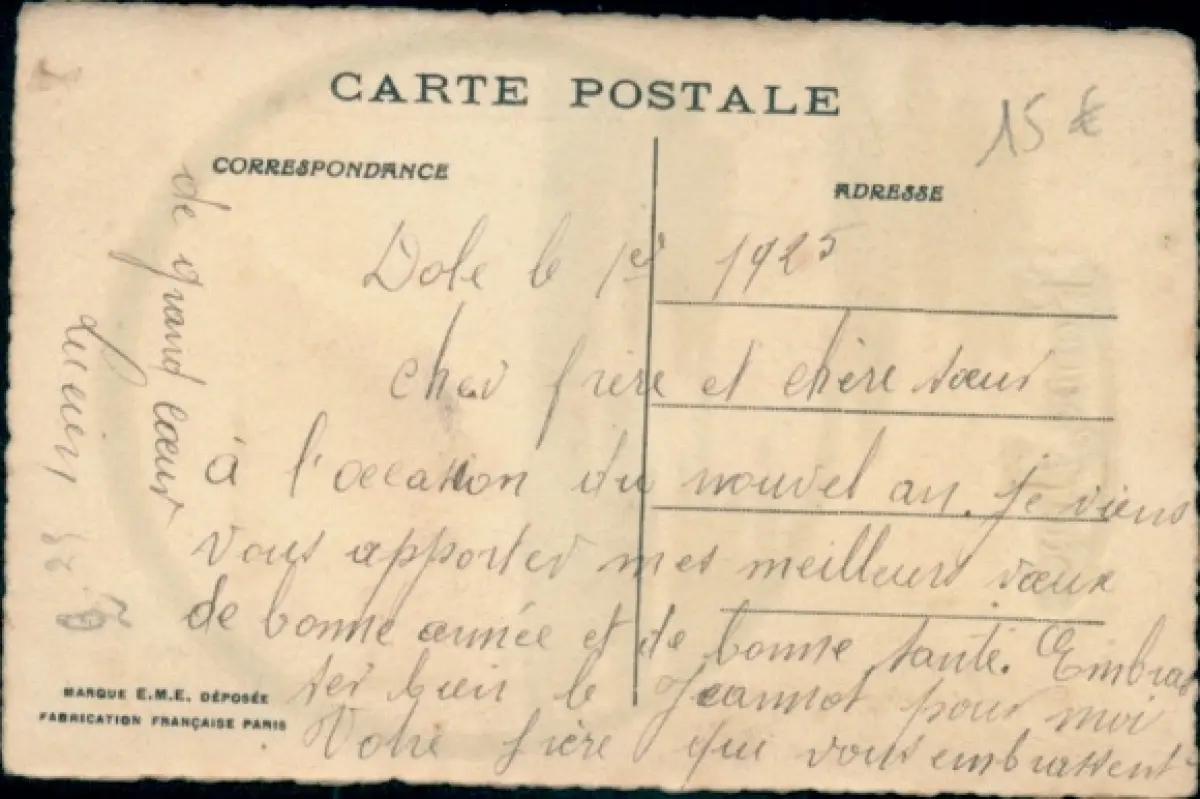 CARTE POSTALE
15 €
CORRESPONDANCE
ADRESSE
Dole le 1er 1925
Cher frère et chère sœur
à l'occasion du nouvel an. je viens
vous apporter mes meilleurs vœux
de bonne année et de bonne santé. Embras
ser bien le Jeannot pour moi
Votre frère qui vous embrassent
de grand cœur
Lucien
MARQUE E.M.E. DÉPOSÉE
FABRICATION FRANÇAISE PARIS